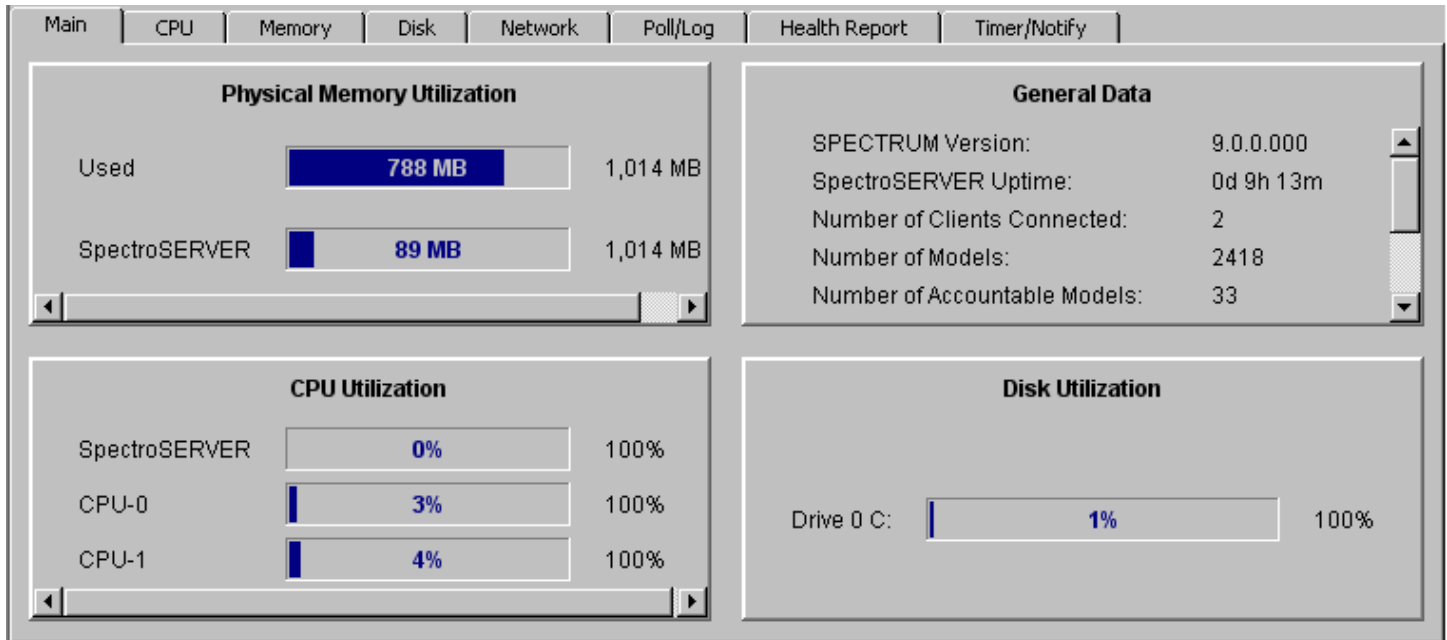 Main CPU Memory Disk Network Poll/Log Health Report Timer/Notify
Physical Memory Utilization
Used 788 MB 1,014 MB
SpectroSERVER 89 MB 1,014 MB
General Data
SPECTRUM Version: 9.0.0.000
SpectroSERVER Uptime: 0d 9h 13m
Number of Clients Connected: 2
Number of Models: 2418
Number of Accountable Models: 33
CPU Utilization
SpectroSERVER 0% 100%
CPU-0 3% 100%
CPU-1 4% 100%
Disk Utilization
Drive 0 C: 1% 100%